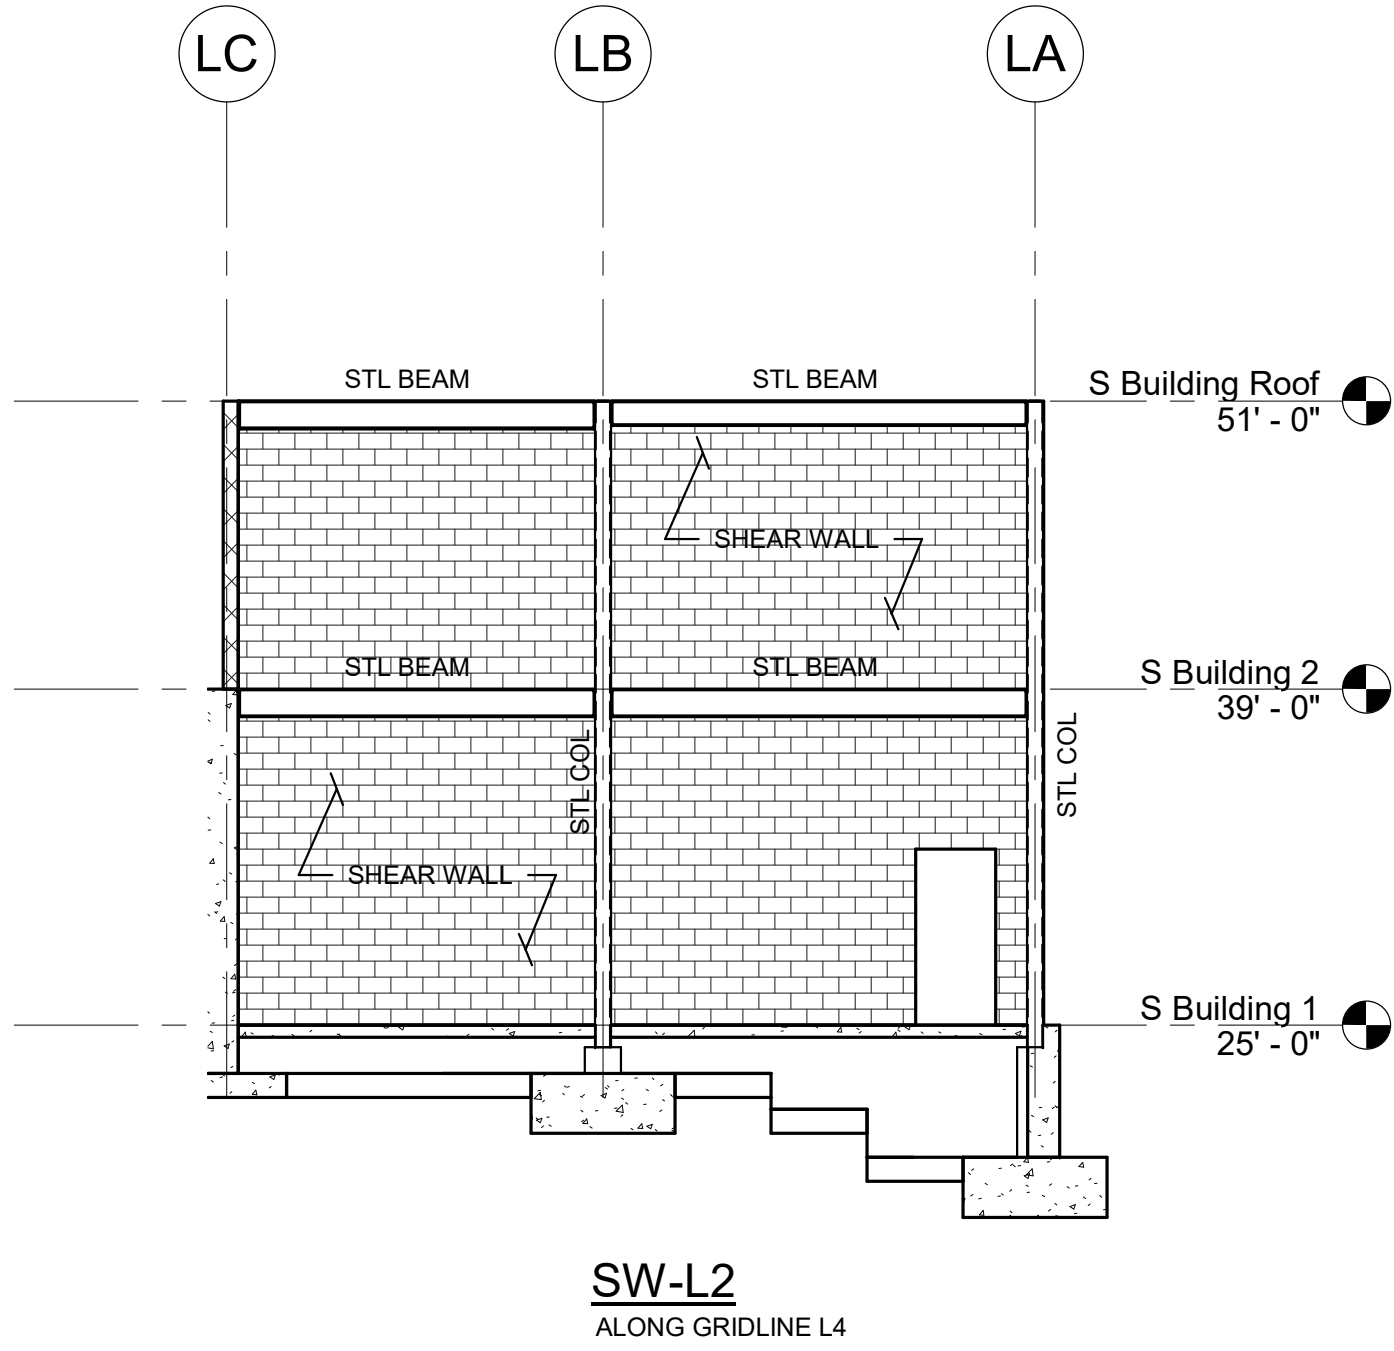 LC
LB
LA
STL BEAM
STL BEAM
S Building Roof
51' - 0"
SHEAR WALL
STL BEAM
STL BEAM
S Building 2
39' - 0"
STL COL
STL COL
SHEAR WALL
S Building 1
25' - 0"
SW-L2
ALONG GRIDLINE L4